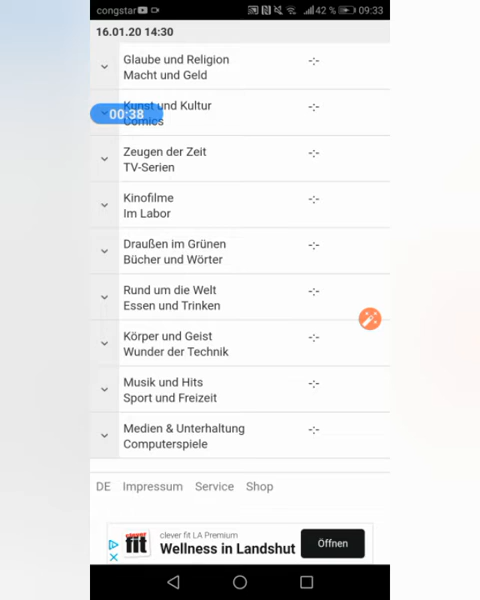 congstar 42 % 09:33
16.01.20 14:30
Glaube und Religion -:-
Macht und Geld
Kunst und Kultur -:-
00:38
Comics
Zeugen der Zeit -:-
TV-Serien
Kinofilme -:-
Im Labor
Draußen im Grünen -:-
Bücher und Wörter
Rund um die Welt -:-
Essen und Trinken
Körper und Geist -:-
Wunder der Technik
Musik und Hits -:-
Sport und Freizeit
Medien & Unterhaltung -:-
Computerspiele
DE Impressum Service Shop
clever fit LA Premium
clever fit Wellness in Landshut Öffnen